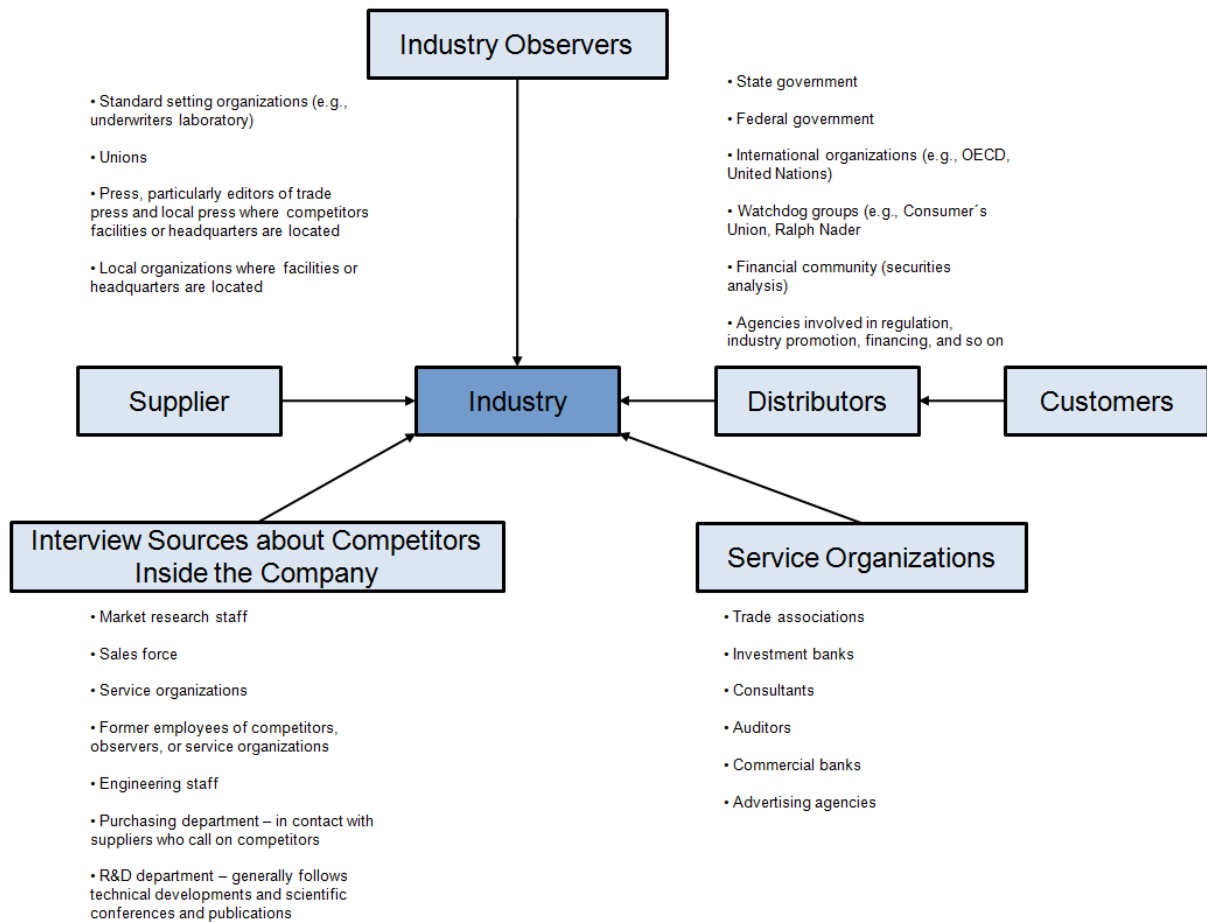 Industry Observers
• Standard setting organizations (e.g.,
underwriters laboratory)
• Unions
• Press, particularly editors of trade
press and local press where competitors
facilities or headquarters are located
• Local organizations where facilities or
headquarters are located
• State government
• Federal government
• International organizations (e.g., OECD,
United Nations)
• Watchdog groups (e.g., Consumer´s
Union, Ralph Nader
• Financial community (securities
analysis)
• Agencies involved in regulation,
industry promotion, financing, and so on
Supplier
Industry
Distributors
Customers
Interview Sources about Competitors
Inside the Company
• Market research staff
• Sales force
• Service organizations
• Former employees of competitors,
observers, or service organizations
• Engineering staff
• Purchasing department – in contact with
suppliers who call on competitors
• R&D department – generally follows
technical developments and scientific
conferences and publications
Service Organizations
• Trade associations
• Investment banks
• Consultants
• Auditors
• Commercial banks
• Advertising agencies